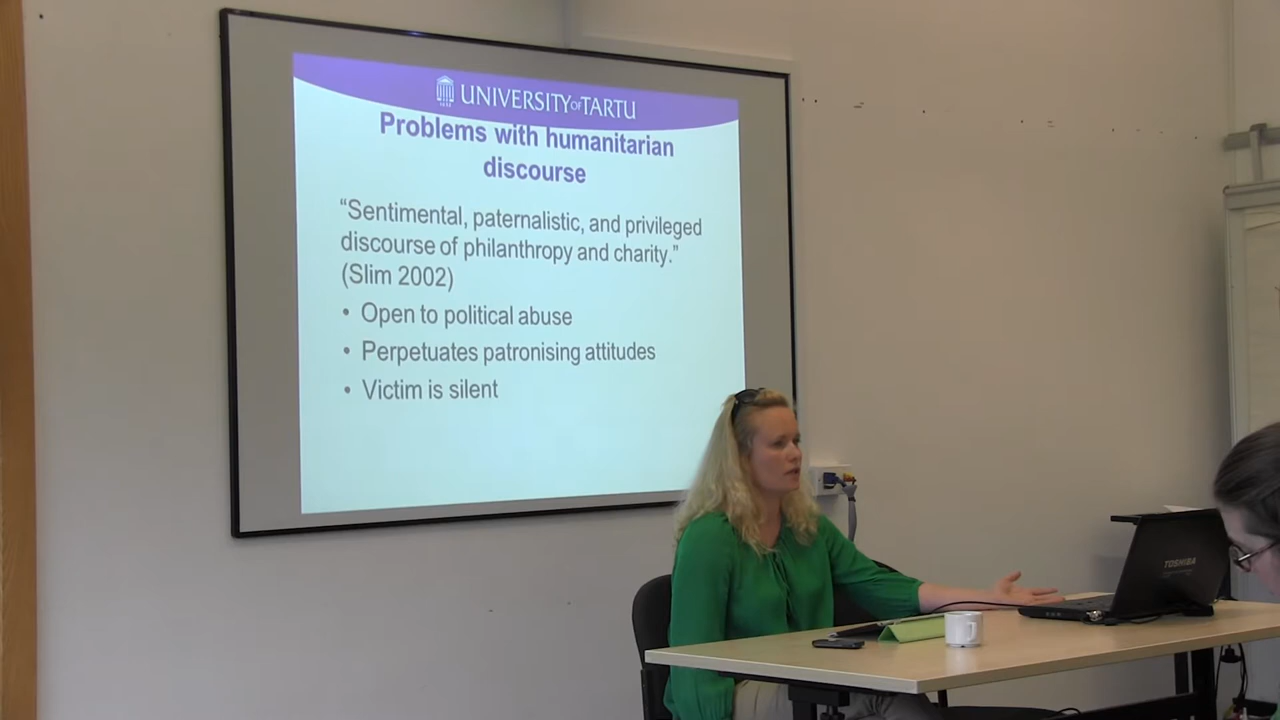 UNIVERSITY OF TARTU
Problems with humanitarian
discourse
“Sentimental, paternalistic, and privileged
discourse of philanthropy and charity.”
(Slim 2002)
• Open to political abuse
• Perpetuates patronising attitudes
• Victim is silent
TOSHIBA